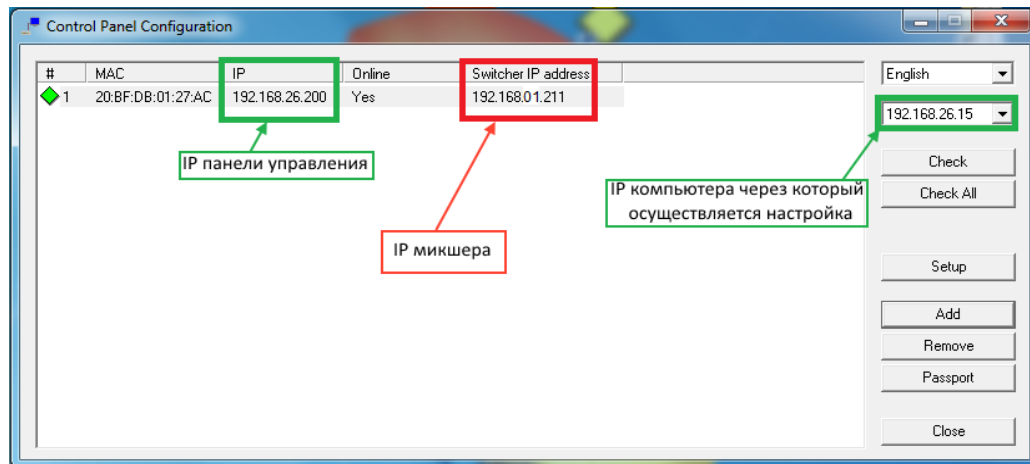 Control Panel Configuration
# MAC IP Online Switcher IP address
1 20:BF:DB:01:27:AC 192.168.26.200 Yes 192.168.01.211
English
192.168.26.15
IP панели управления
IP компьютера через который
осуществляется настройка
IP микшера
Check
Check All
Setup
Add
Remove
Passport
Close